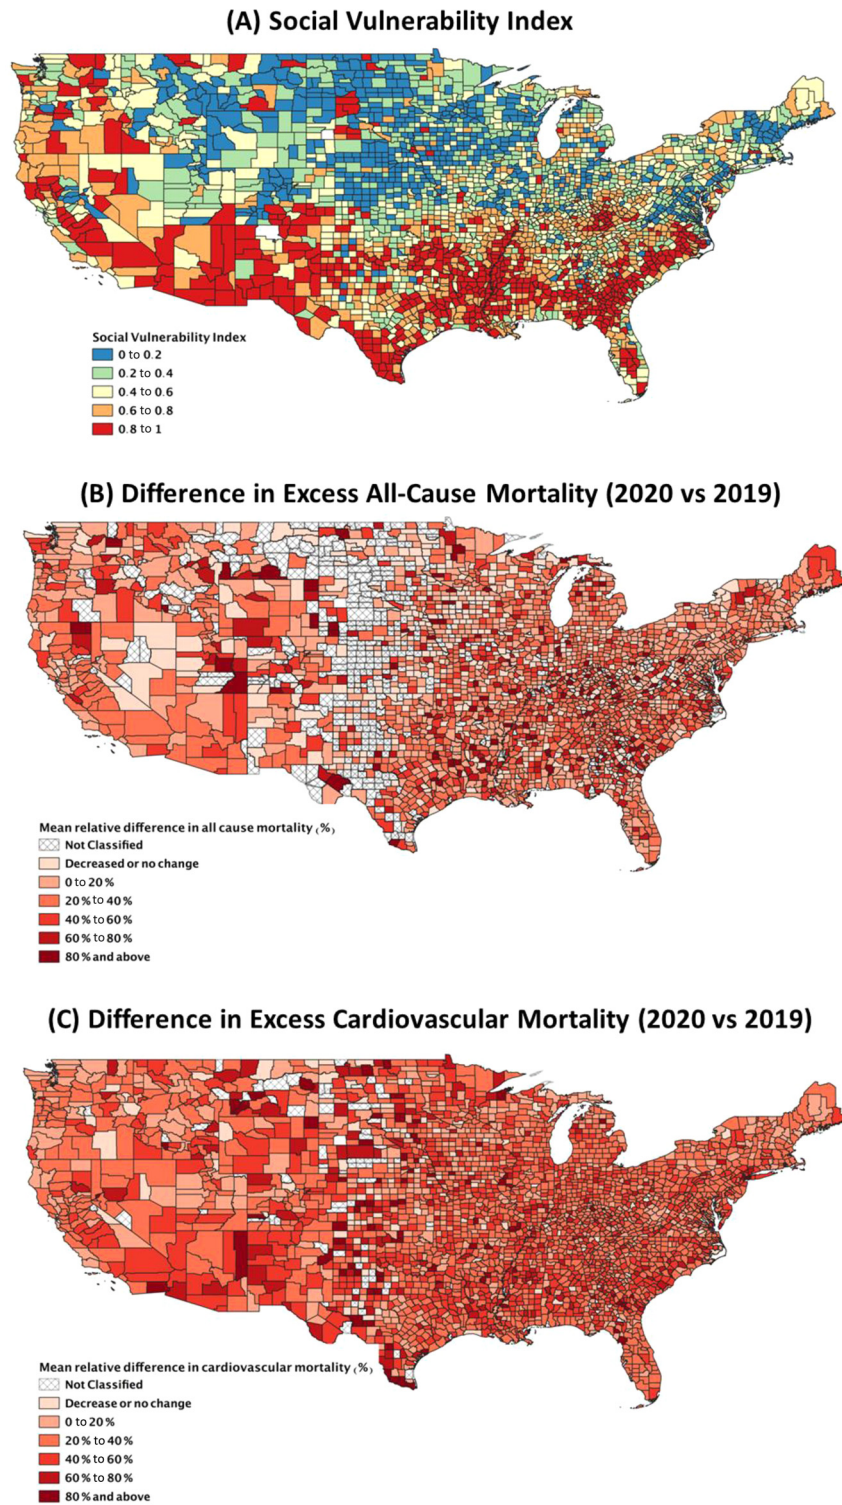 (A) Social Vulnerability Index
Social Vulnerability Index
0 to 0.2
0.2 to 0.4
0.4 to 0.6
0.6 to 0.8
0.8 to 1
(B) Difference in Excess All-Cause Mortality (2020 vs 2019)
Mean relative difference in all cause mortality (%)
Not Classified
Decreased or no change
0 to 20%
20% to 40%
40% to 60%
60% to 80%
80% and above
(C) Difference in Excess Cardiovascular Mortality (2020 vs 2019)
Mean relative difference in cardiovascular mortality (%)
Not Classified
Decrease or no change
0 to 20%
20% to 40%
40% to 60%
60% to 80%
80% and above